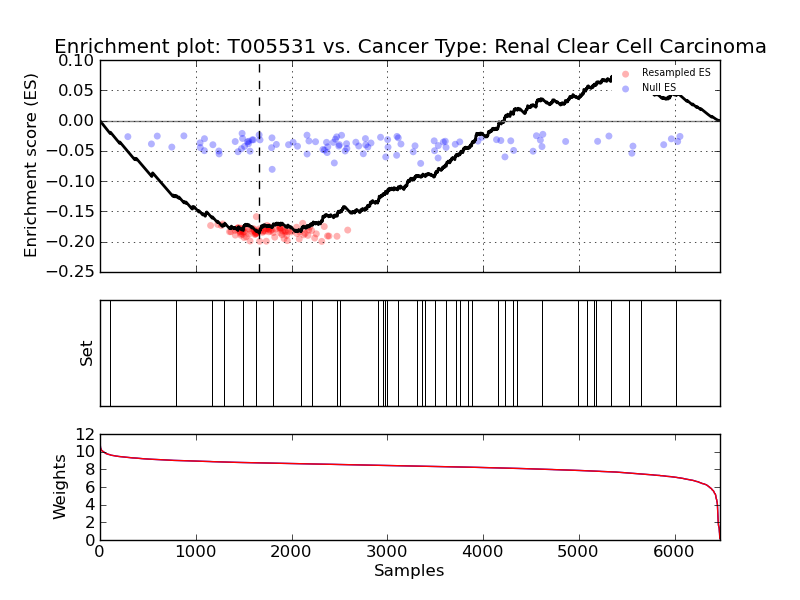 Enrichment plot: T005531 vs. Cancer Type: Renal Clear Cell Carcinoma
Enrichment score (ES)
0.10
0.05
0.00
−0.05
−0.10
−0.15
−0.20
−0.25
Resampled ES
Null ES
Set
Weights
12
10
8
6
4
2
0
0 1000 2000 3000 4000 5000 6000
Samples